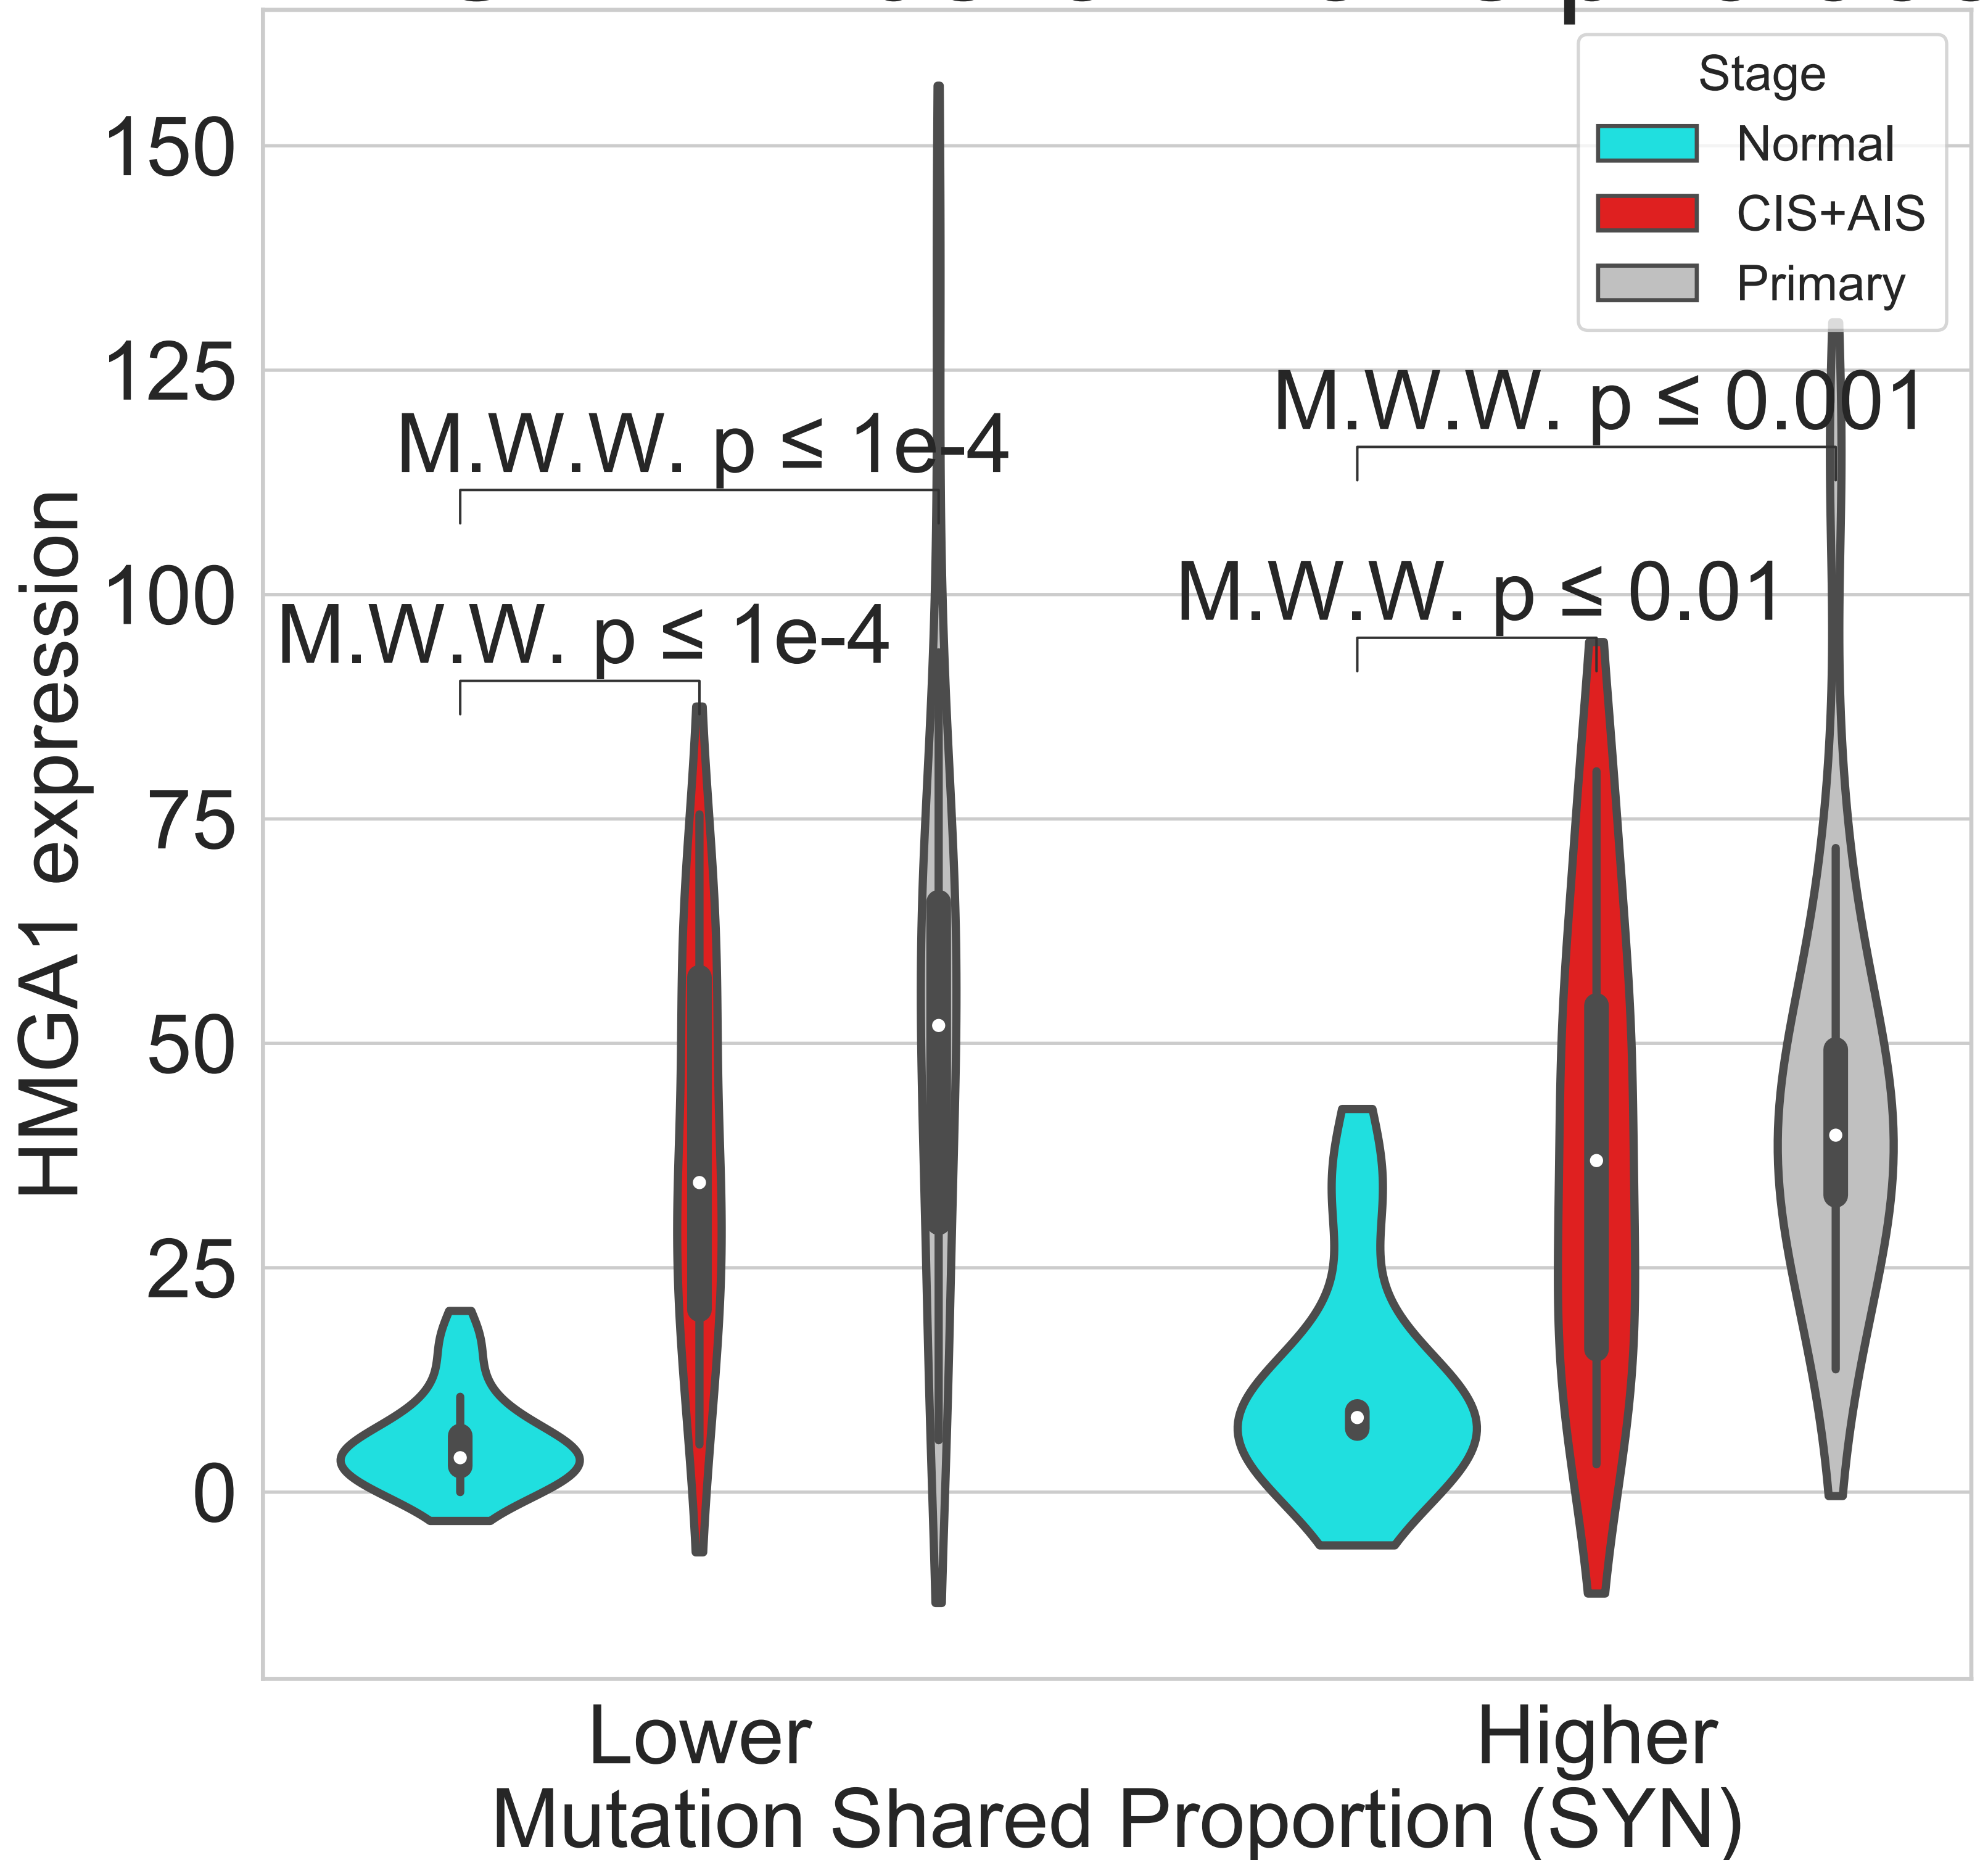 Stage
Normal
CIS+AIS
Primary
150
125
100
75
50
25
0
HMGA1 expression
M.W.W. p ≤ 1e-4
M.W.W. p ≤ 0.001
M.W.W. p ≤ 1e-4
M.W.W. p ≤ 0.01
Lower
Higher
Mutation Shared Proportion (SYN)